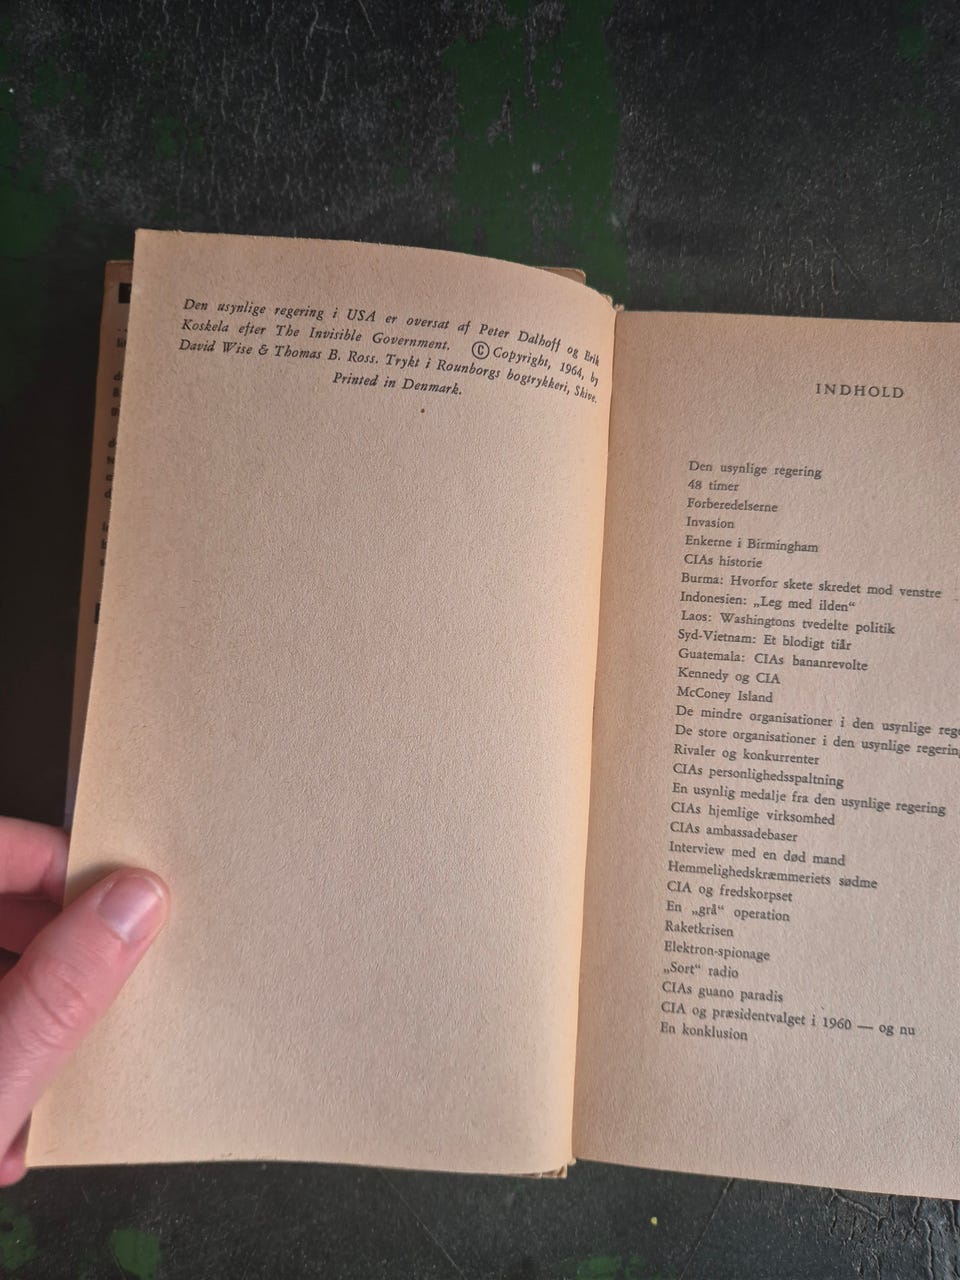 Den usynlige regering i USA er oversat af Peter Dalhoff og Erik
Koskela efter The Invisible Government. © Copyright, 1964, by
David Wise & Thomas B. Ross. Trykt i Rounborgs bogtrykkeri, Skive.
Printed in Denmark.
INDHOLD
Den usynlige regering
48 timer
Forberedelserne
Invasion
Enkerne i Birmingham
CIAs historie
Burma: Hvorfor skete skredet mod venstre
Indonesien: „Leg med ilden“
Laos: Washingtons tvedelte politik
Syd-Vietnam: Et blodigt tiår
Guatemala: CIAs bananrevolte
Kennedy og CIA
McConey Island
De mindre organisationer i den usynlige
De store organisationer i den usynlige regering
Rivaler og konkurrenter
CIAs personlighedsspaltning
En usynlig medalje fra den usynlige regering
CIAs hjemlige virksomhed
CIAs ambassadebaser
Interview med en død mand
Hemmelighedskræmmeriets sødme
CIA og fredskorpset
En „grå“ operation
Raketkrisen
Elektron-spionage
„Sort“ radio
CIAs guano paradis
CIA og præsidentvalget i 1960 — og nu
En konklusion